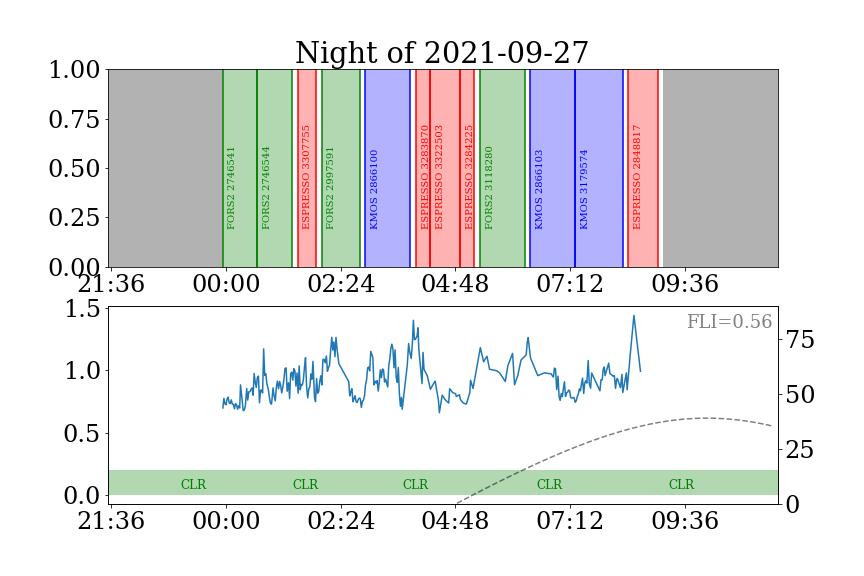 Night of 2021-09-27
1.00
0.75
0.50
0.25
0.00
FORS2 2746541
FORS2 2746544
ESPRESSO 3307755
FORS2 2997591
KMOS 2866100
ESPRESSO 3283870
ESPRESSO 3322503
ESPRESSO 3284225
FORS2 3118280
KMOS 2866103
KMOS 3179574
ESPRESSO 2848817
21:36 00:00 02:24 04:48 07:12 09:36
1.5
1.0
0.5
0.0
FLI=0.56
75
50
25
0
CLR CLR CLR CLR CLR
21:36 00:00 02:24 04:48 07:12 09:36